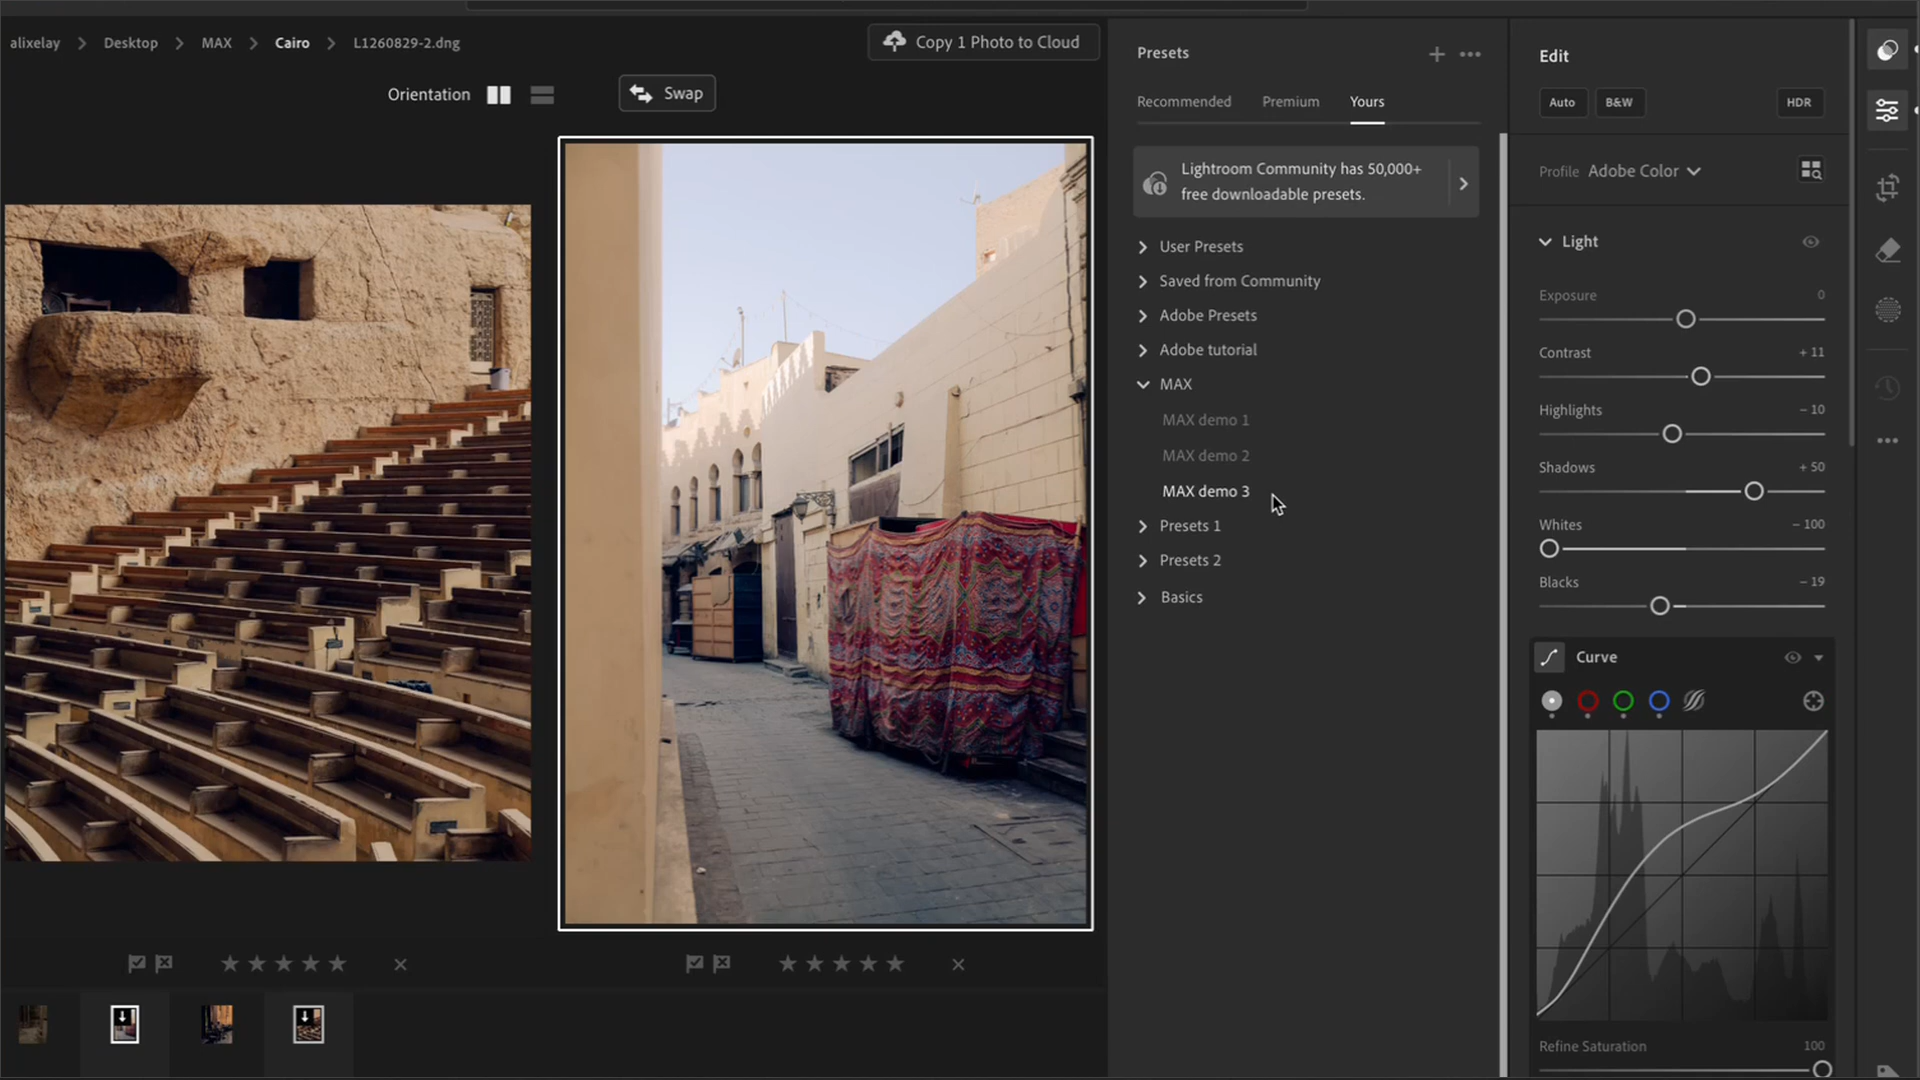 alixelay > Desktop > MAX > Cairo > L1260829-2.dng
Copy 1 Photo to Cloud
Orientation
Swap
Presets
Recommended Premium Yours
Lightroom Community has 50,000+
free downloadable presets.
User Presets
Saved from Community
Adobe Presets
Adobe tutorial
MAX
MAX demo 1
MAX demo 2
MAX demo 3
Presets 1
Presets 2
Basics
Edit
Auto B&W HDR
Profile Adobe Color
Light
Exposure 0
Contrast + 11
Highlights − 10
Shadows + 50
Whites − 100
Blacks − 19
Curve
Refine Saturation 100